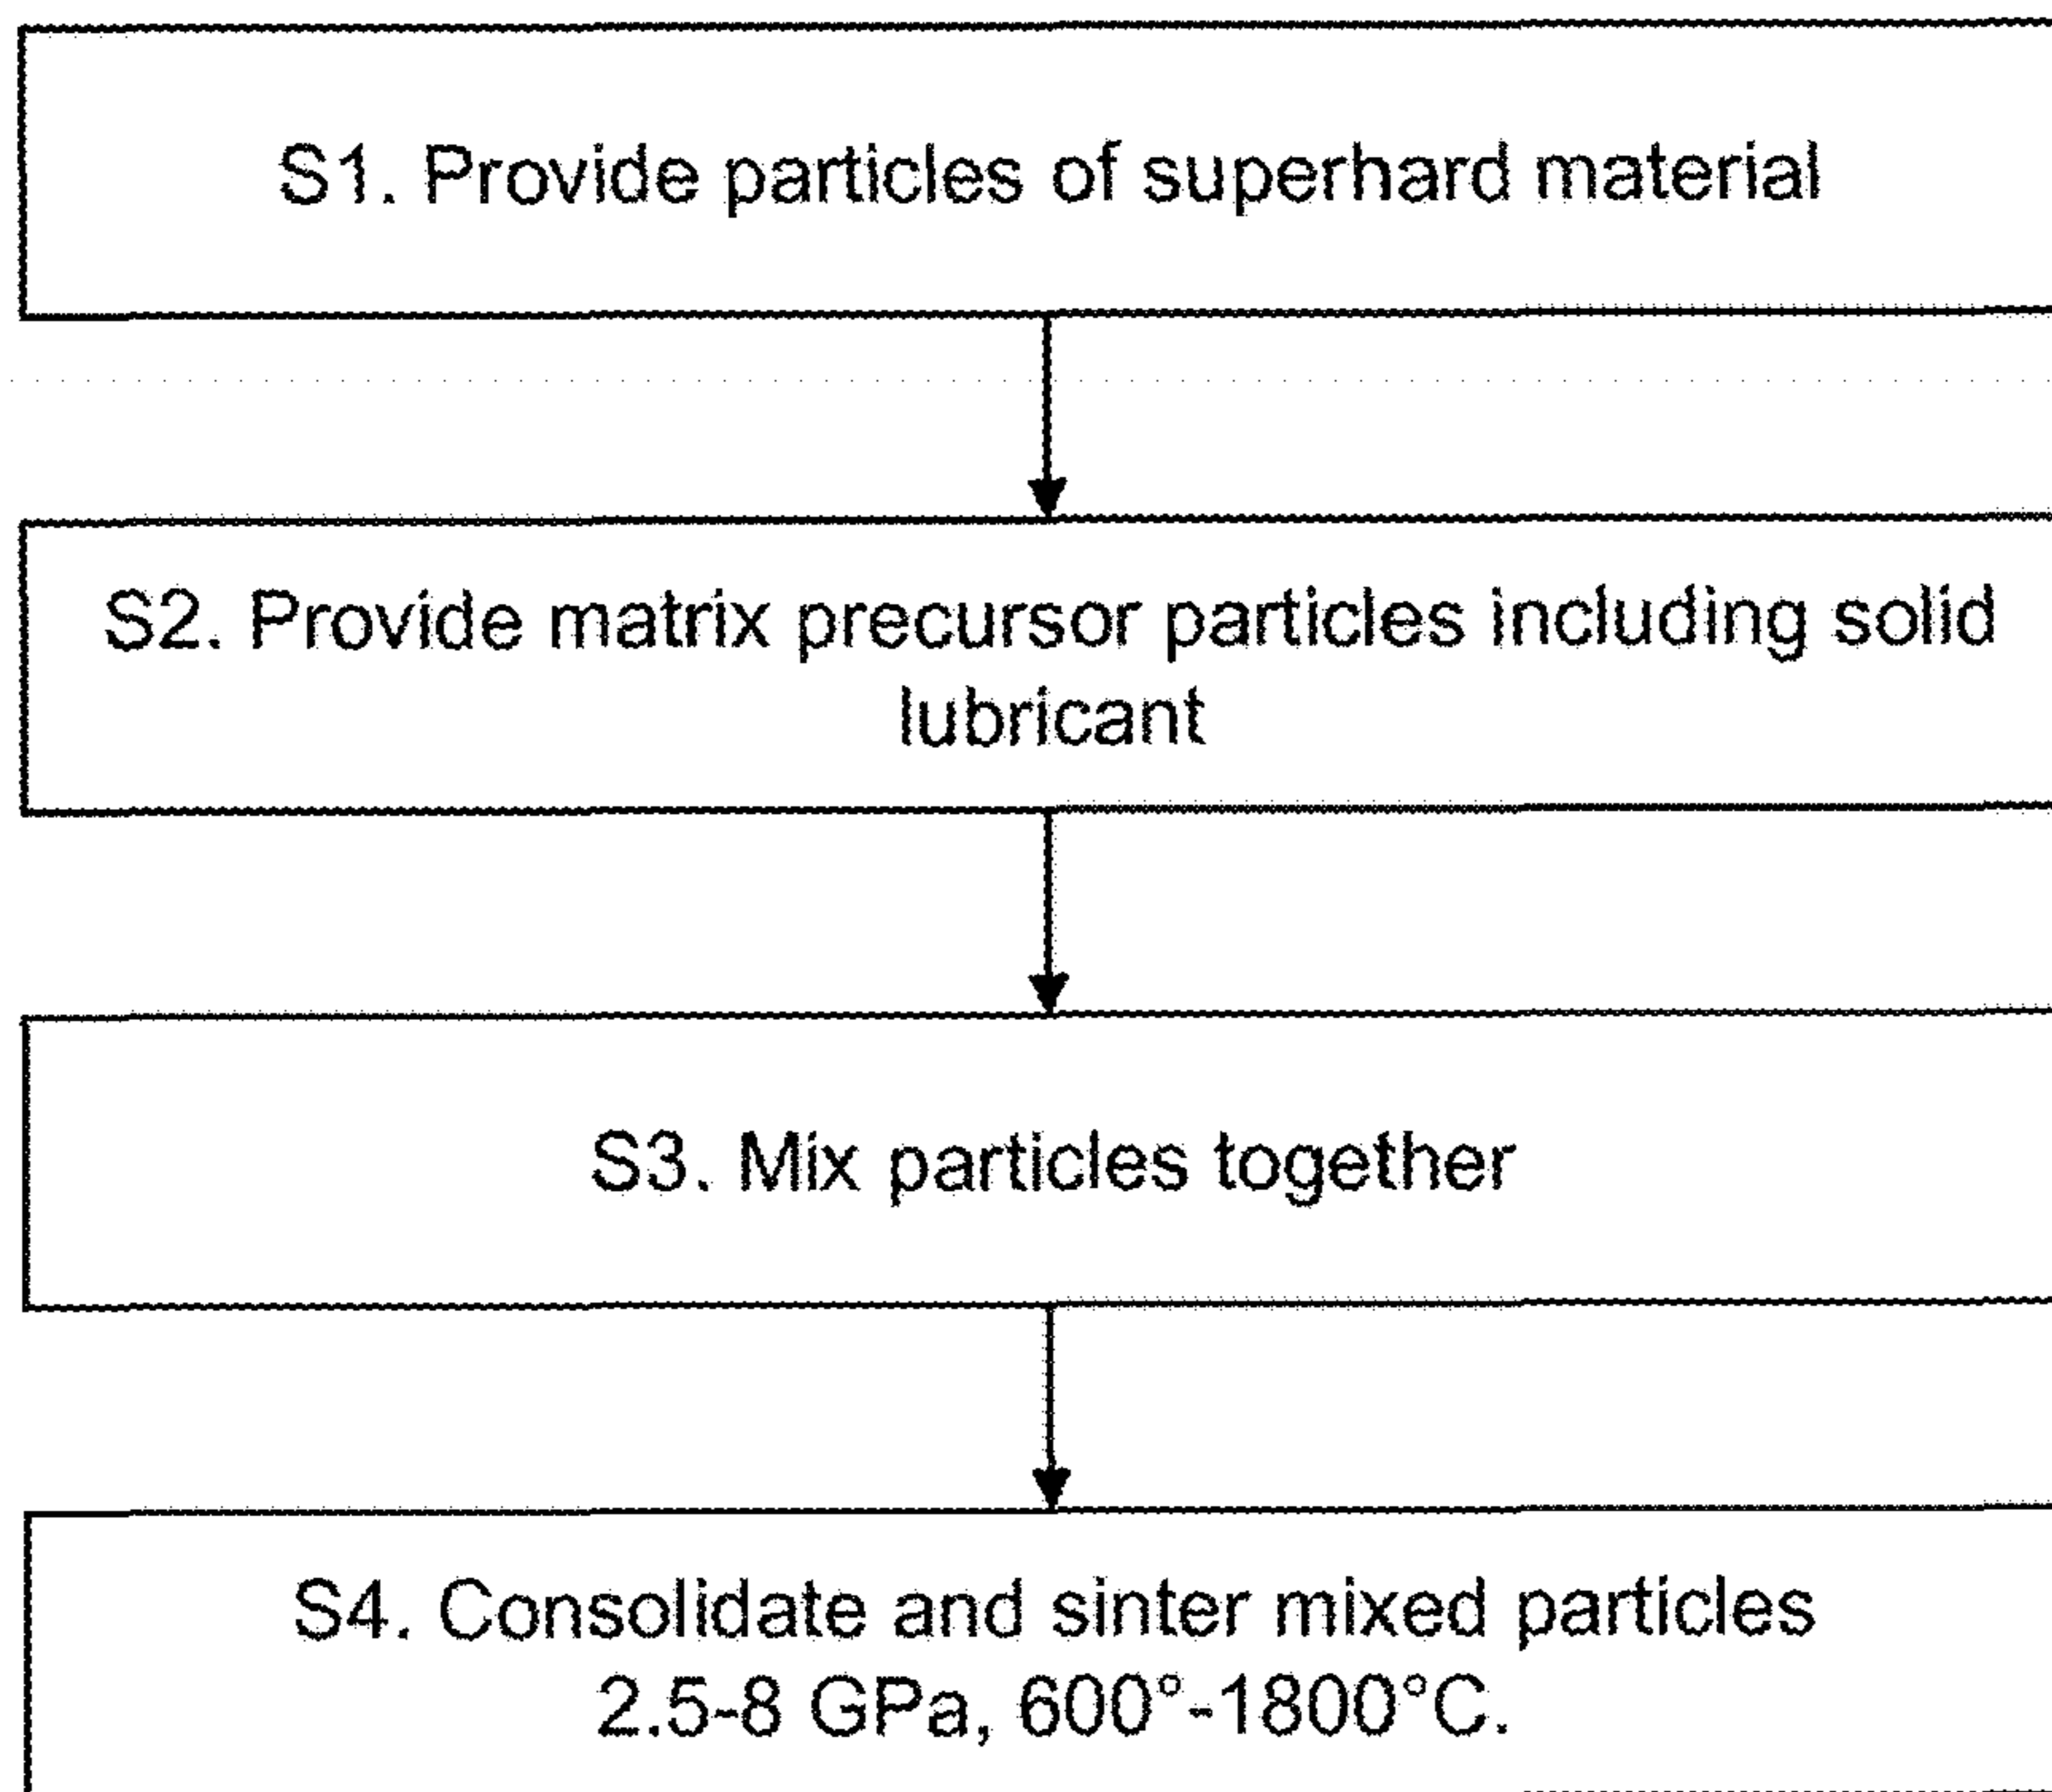 S1. Provide particles of superhard material
S2. Provide matrix precursor particles including solid
lubricant
S3. Mix particles together
S4. Consolidate and sinter mixed particles
2.5-8 GPa, 600°-1800°C.